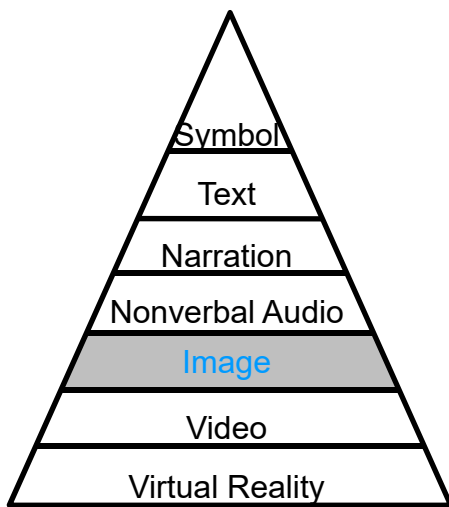 Symbol
Text
Narration
Nonverbal Audio
Image
Video
Virtual Reality